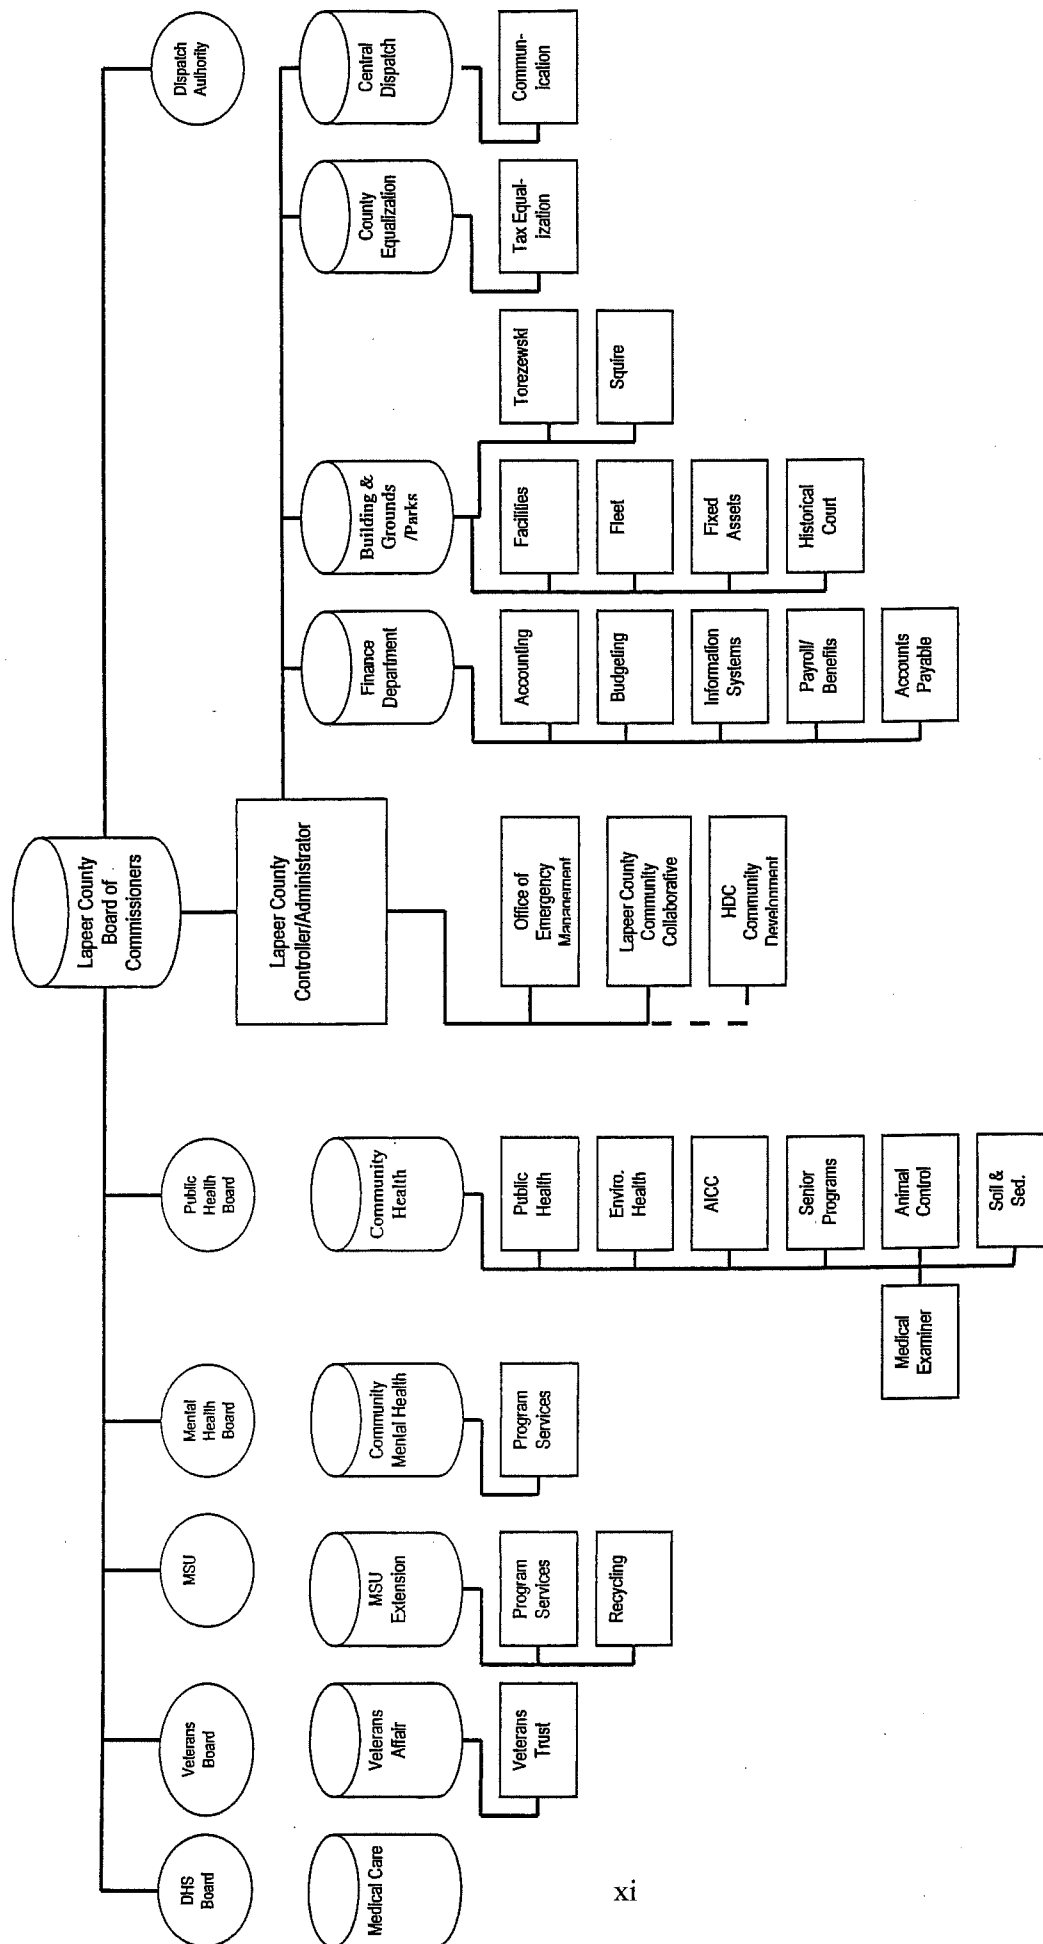 Lapeer County
Board of
Commissioners
DHS
Board
Veterans
Board
MSU
Mental
Health
Board
Public
Health
Board
Dispatch
Authority
Lapeer County
Controller/Administrator
Medical Care
Veterans
Affair
MSU
Extension
Community
Mental Health
Community
Health
Finance
Department
Building &
Grounds
/Parks
County
Equalization
Central
Dispatch
Veterans
Trust
Program
Services
Recycling
Program
Services
Public
Health
Enviro.
Health
AICC
Senior
Programs
Animal
Control
Soil &
Sed.
Medical
Examiner
Office of
Emergency
Management
Lapeer County
Community
Collaborative
HDC
Community
Development
Accounting
Budgeting
Information
Systems
Payroll/
Benefits
Accounts
Payable
Facilities
Fleet
Fixed
Assets
Historical
Court
Torezewski
Squire
Tax Equal-
ization
Commun-
ication
xi